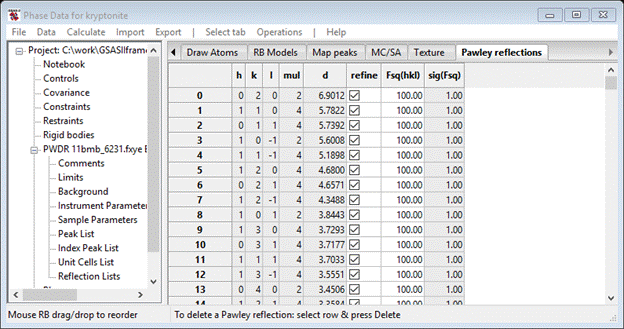 Phase Data for kryptonite
File Data Calculate Import Export | Select tab Operations | Help
Project: C:\work\GSASIIframe
Notebook
Controls
Covariance
Constraints
Restraints
Rigid bodies
PWDR 11bmb_6231.fxye B
Comments
Limits
Background
Instrument Parameter
Sample Parameters
Peak List
Index Peak List
Unit Cells List
Reflection Lists
Draw Atoms RB Models Map peaks MC/SA Texture Pawley reflections
h k l mul d refine Fsq(hkl) sig(Fsq)
0 0 2 0 2 6.9012 100.00 1.00
1 1 1 0 4 5.7822 100.00 1.00
2 0 1 1 4 5.7392 100.00 1.00
3 1 0 -1 2 5.6008 100.00 1.00
4 1 1 -1 4 5.1898 100.00 1.00
5 1 2 0 4 4.6800 100.00 1.00
6 0 2 1 4 4.6571 100.00 1.00
7 1 2 -1 4 4.3488 100.00 1.00
8 1 0 1 2 3.8443 100.00 1.00
9 1 3 0 4 3.7293 100.00 1.00
10 0 3 1 4 3.7177 100.00 1.00
11 1 1 1 4 3.7033 100.00 1.00
12 1 3 -1 4 3.5551 100.00 1.00
13 0 4 0 2 3.4506 100.00 1.00
14 1 2 1 4 3.3584 100.00 1.00
Mouse RB drag/drop to reorder
To delete a Pawley reflection: select row & press Delete